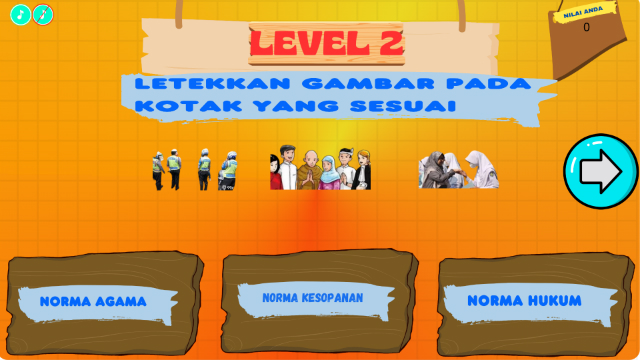 LEVEL 2
NILAI ANDA
0
LETEKKAN GAMBAR PADA
KOTAK YANG SESUAI
NORMA AGAMA
NORMA KESOPANAN
NORMA HUKUM